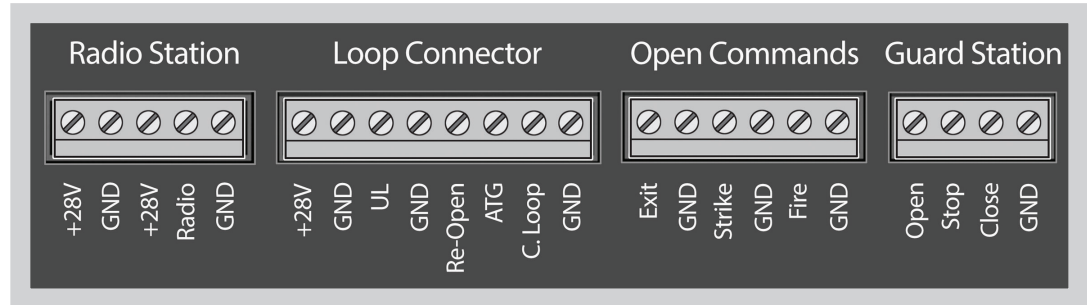 Radio Station Loop Connector Open Commands Guard Station
+28V
GND
+28V
Radio
GND
+28V
GND
UL
GND
Re-Open
ATG
C. Loop
GND
Exit
GND
Strike
GND
Fire
GND
Open
Stop
Close
GND